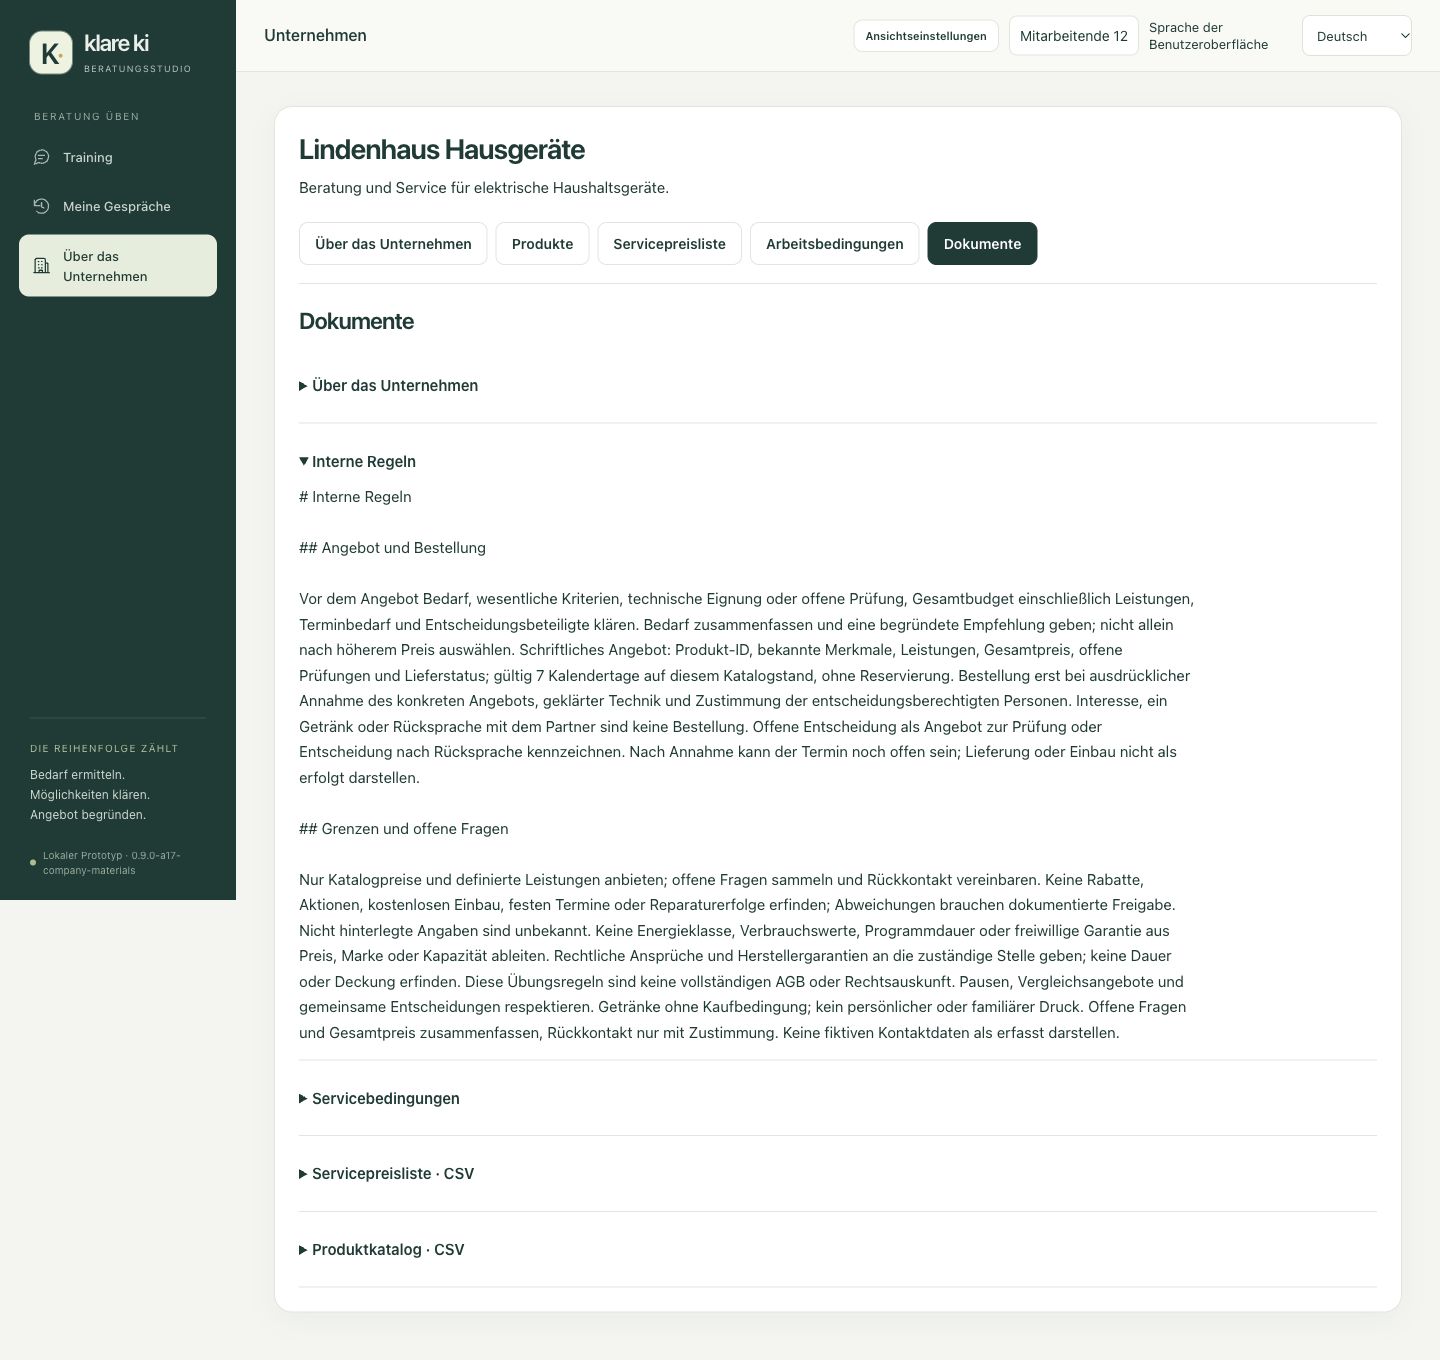 klare ki
BERATUNGSSTUDIO
BERATUNG ÜBEN
Training
Meine Gespräche
Über das
Unternehmen
DIE REIHENFOLGE ZÄHLT
Bedarf ermitteln.
Möglichkeiten klären.
Angebot begründen.
Lokaler Prototyp · 0.9.0-a17-
company-materials
Unternehmen
Ansichtseinstellungen
Mitarbeitende 12
Sprache der
Benutzeroberfläche
Deutsch
Lindenhaus Hausgeräte
Beratung und Service für elektrische Haushaltsgeräte.
Über das Unternehmen
Produkte
Servicepreisliste
Arbeitsbedingungen
Dokumente
Dokumente
Über das Unternehmen
Interne Regeln
# Interne Regeln
## Angebot und Bestellung
Vor dem Angebot Bedarf, wesentliche Kriterien, technische Eignung oder offene Prüfung, Gesamtbudget einschließlich Leistungen,
Terminbedarf und Entscheidungsbeteiligte klären. Bedarf zusammenfassen und eine begründete Empfehlung geben; nicht allein
nach höherem Preis auswählen. Schriftliches Angebot: Produkt-ID, bekannte Merkmale, Leistungen, Gesamtpreis, offene
Prüfungen und Lieferstatus; gültig 7 Kalendertage auf diesem Katalogstand, ohne Reservierung. Bestellung erst bei ausdrücklicher
Annahme des konkreten Angebots, geklärter Technik und Zustimmung der entscheidungsberechtigten Personen. Interesse, ein
Getränk oder Rücksprache mit dem Partner sind keine Bestellung. Offene Entscheidung als Angebot zur Prüfung oder
Entscheidung nach Rücksprache kennzeichnen. Nach Annahme kann der Termin noch offen sein; Lieferung oder Einbau nicht als
erfolgt darstellen.
## Grenzen und offene Fragen
Nur Katalogpreise und definierte Leistungen anbieten; offene Fragen sammeln und Rückkontakt vereinbaren. Keine Rabatte,
Aktionen, kostenlosen Einbau, festen Termine oder Reparaturerfolge erfinden; Abweichungen brauchen dokumentierte Freigabe.
Nicht hinterlegte Angaben sind unbekannt. Keine Energieklasse, Verbrauchswerte, Programmdauer oder freiwillige Garantie aus
Preis, Marke oder Kapazität ableiten. Rechtliche Ansprüche und Herstellergarantien an die zuständige Stelle geben; keine Dauer
oder Deckung erfinden. Diese Übungsregeln sind keine vollständigen AGB oder Rechtsauskunft. Pausen, Vergleichsangebote und
gemeinsame Entscheidungen respektieren. Getränke ohne Kaufbedingung; kein persönlicher oder familiärer Druck. Offene Fragen
und Gesamtpreis zusammenfassen, Rückkontakt nur mit Zustimmung. Keine fiktiven Kontaktdaten als erfasst darstellen.
Servicebedingungen
Servicepreisliste · CSV
Produktkatalog · CSV